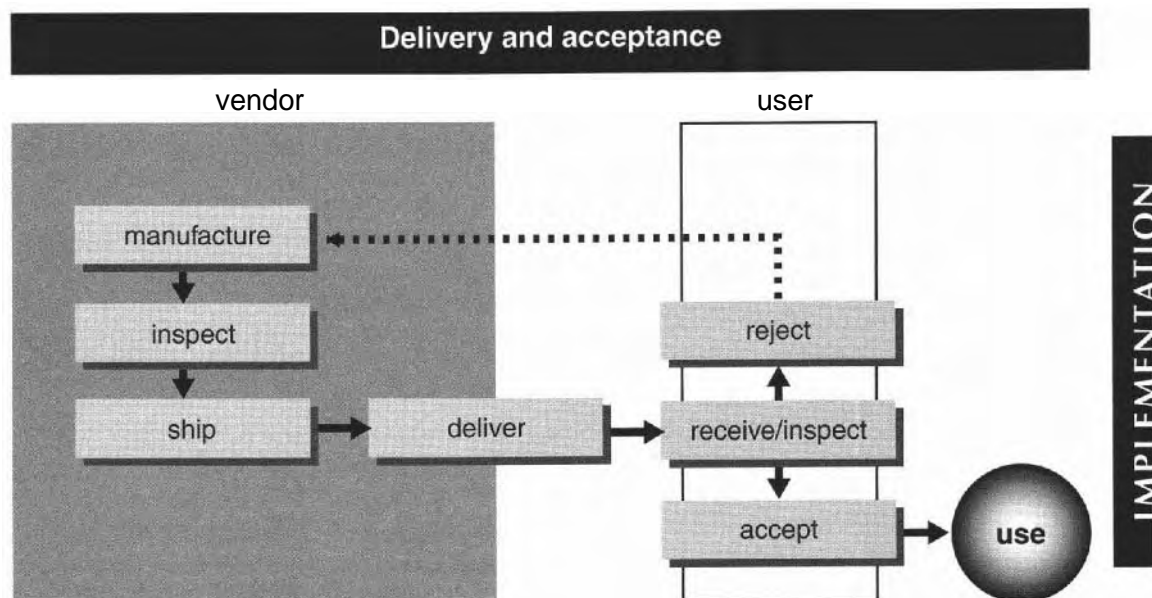 Delivery and acceptance
vendor
user
manufacture
inspect
reject
ship
deliver
receive/inspect
accept
use
IMPLEMENTATION